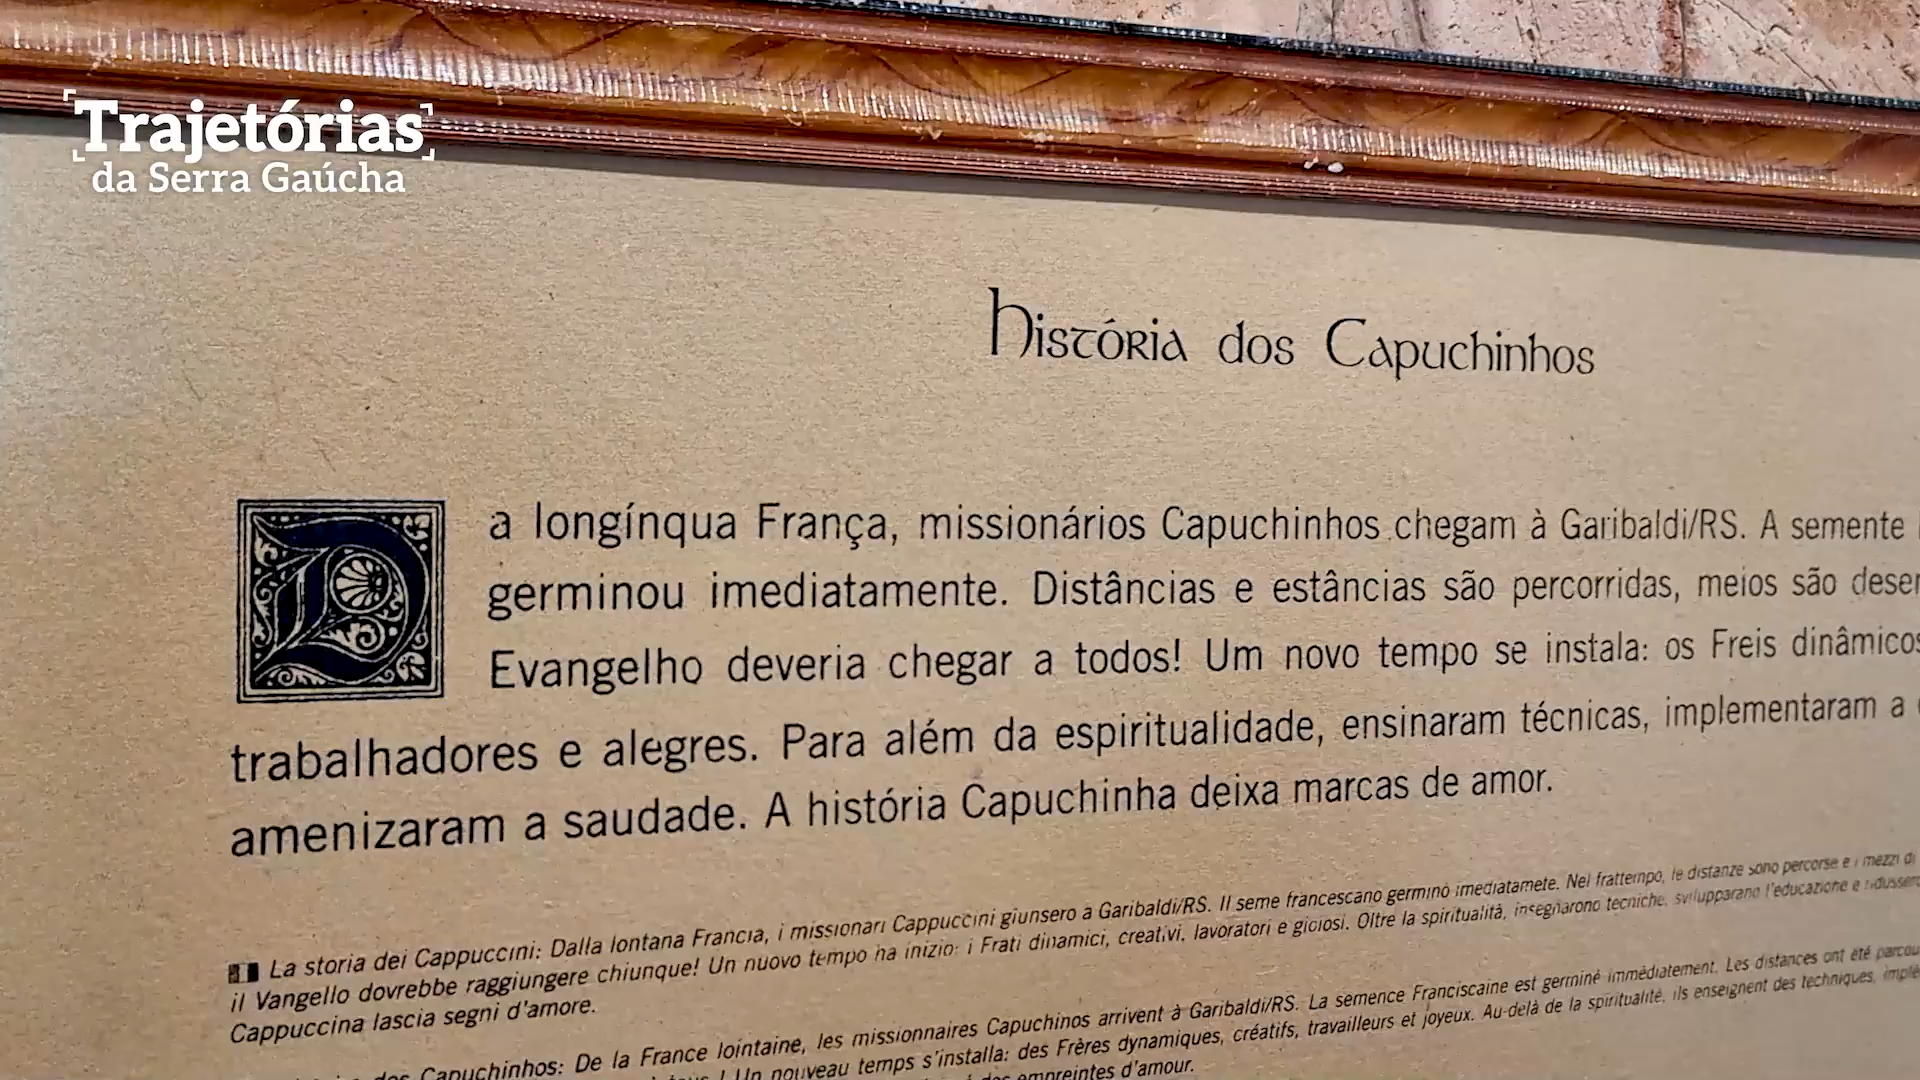 Trajetórias
da Serra Gaúcha
História dos Capuchinhos
Da longínqua França, missionários Capuchinhos chegam à Garibaldi/RS. A semente
germinou imediatamente. Distâncias e estâncias são percorridas, meios são
Evangelho deveria chegar a todos! Um novo tempo se instala: os Freis dinâmicos
trabalhadores e alegres. Para além da espiritualidade, ensinaram técnicas, implementaram a
amenizaram a saudade. A história Capuchinha deixa marcas de amor.
La storia dei Cappuccini: Dalla lontana Francia, i missionari Cappuccini giunsero a Garibaldi/RS. Il seme francescano germinò imediatamete. Nel frattempo, le distanze sono percorse e i mezzi di
il Vangello dovrebbe raggiungere chiunque! Un nuovo tempo ha inizio: i Frati dinamici, creativi, lavoratori e gioiosi. Oltre la spiritualità, insegnarono tecniche, svilupparano l'educazione e ridussero
Cappuccina lascia segni d'amore.
dos Capuchinhos: De la France lointaine, les missionnaires Capuchinos arrivent à Garibaldi/RS. La semence Franciscaine est germiné immédiatement. Les distances ont été
! Un nouveau temps s'installa: des Frères dynamiques, créatifs, travailleurs et joyeux. Au-delà de la spiritualité, ils enseignent des techniques,
empreintes d'amour.